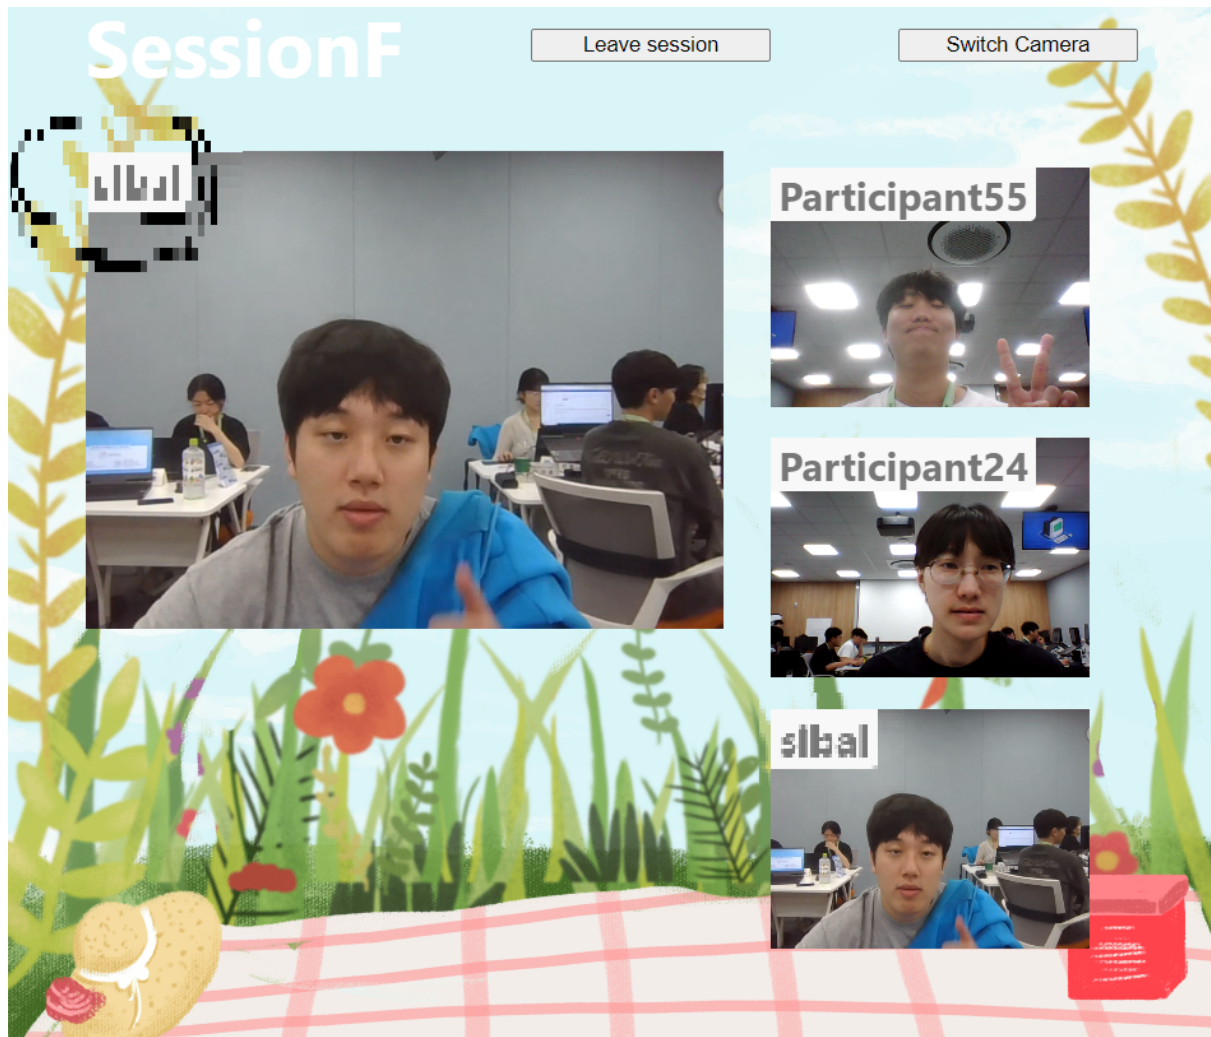 SessionF
Leave session
Switch Camera
Participant55
Participant24
sibal